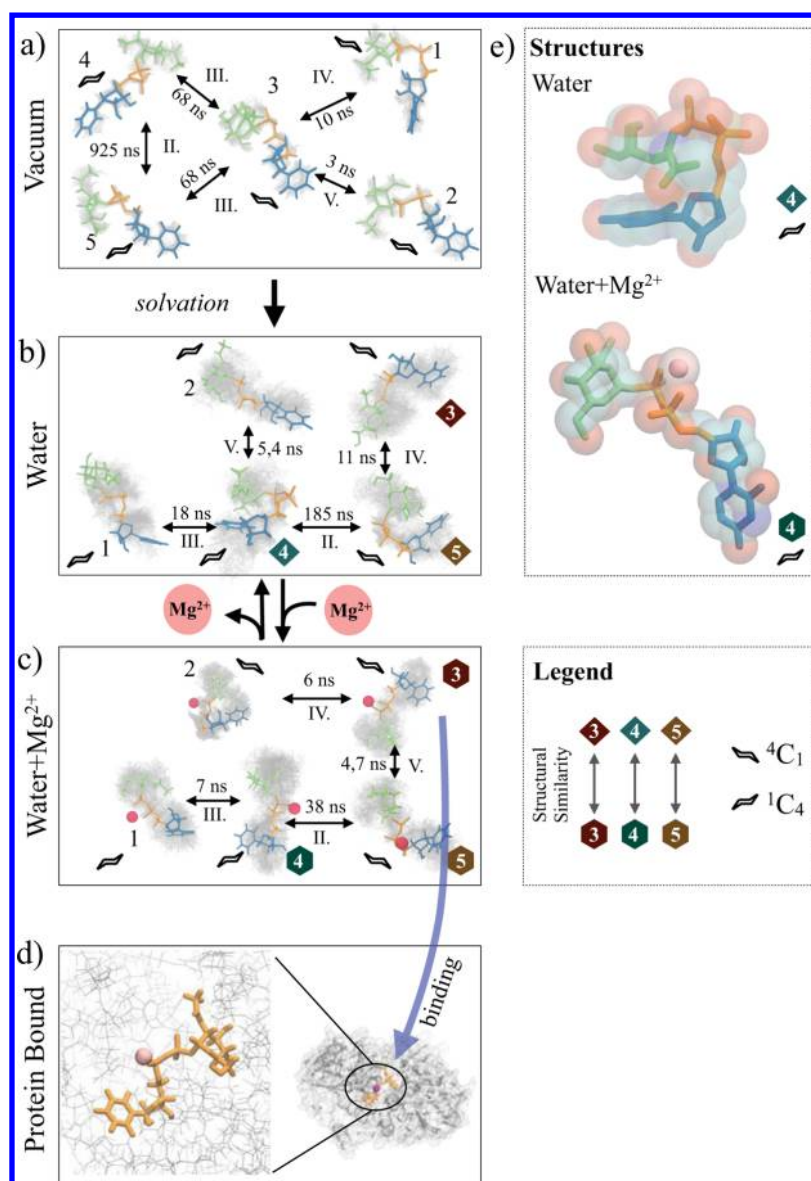 a)
Vacuum
4
III.
68 ns
3
IV.
10 ns
1
925 ns
II.
68 ns
III.
3 ns
V.
2
5
solvation
b)
Water
2
3
V.
5,4 ns
11 ns
IV.
1
18 ns
III.
4
185 ns
II.
5
Mg2+
Mg2+
c)
Water+Mg2+
2
6 ns
IV.
3
4,7 ns
V.
1
7 ns
III.
4
38 ns
II.
5
d)
Protein Bound
binding
e)
Structures
Water
4
Water+Mg2+
4
Legend
Structural
Similarity
3 4 5
3 4 5
4C1
1C4